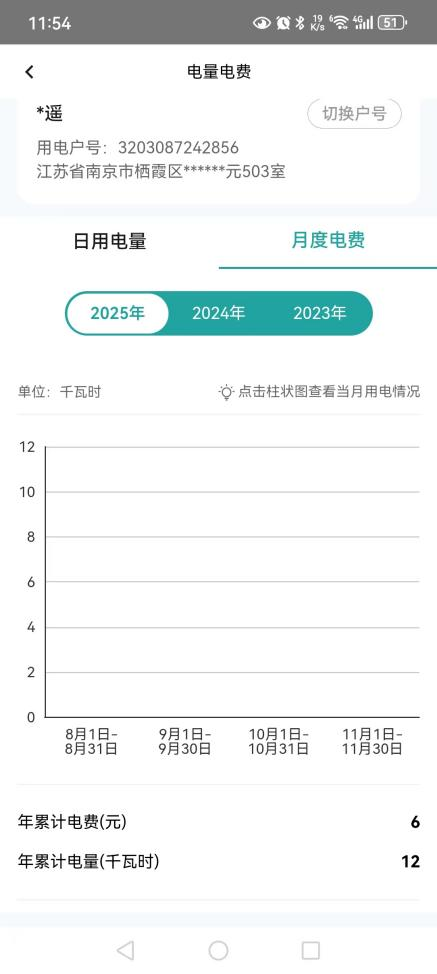 11:54
19 K/s
6
4G
51
电量电费
*遥
切换户号
用电户号：3203087242856
江苏省南京市栖霞区******元503室
日用电量
月度电费
2025年
2024年
2023年
单位：千瓦时
点击柱状图查看当月用电情况
12
10
8
6
4
2
0
8月1日-
8月31日
9月1日-
9月30日
10月1日-
10月31日
11月1日-
11月30日
年累计电费(元)
6
年累计电量(千瓦时)
12